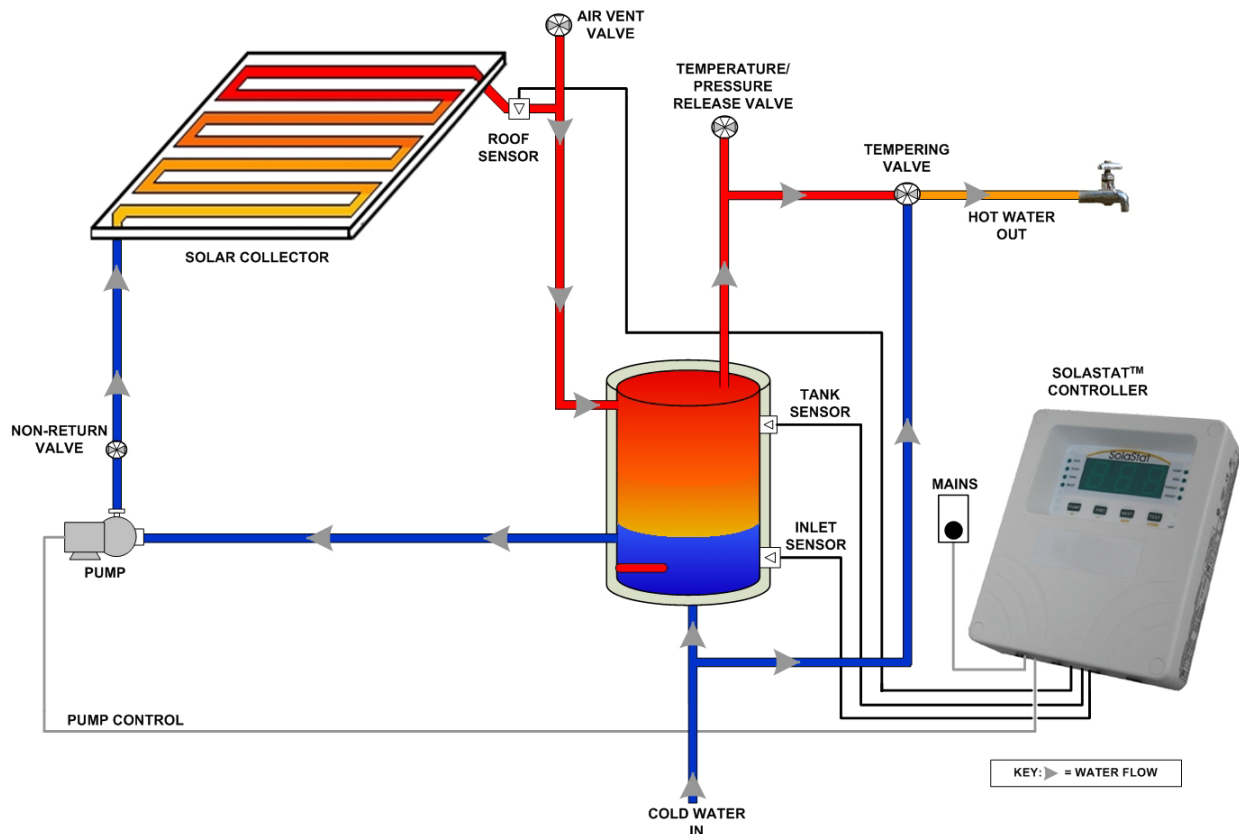 AIR VENT
VALVE
TEMPERATURE/
PRESSURE
RELEASE VALVE
ROOF
SENSOR
TEMPERING
VALVE
HOT WATER
OUT
SOLAR COLLECTOR
SOLASTAT™
CONTROLLER
TANK
SENSOR
NON-RETURN
VALVE
SolaStat
MAINS
INLET
SENSOR
PUMP
PUMP CONTROL
KEY: = WATER FLOW
COLD WATER
IN